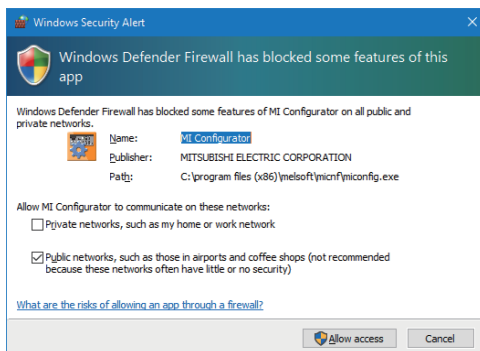 Windows Security Alert
Windows Defender Firewall has blocked some features of this
app
Windows Defender Firewall has blocked some features of MI Configurator on all public and
private networks.
Name: MI Configurator
Publisher: MITSUBISHI ELECTRIC CORPORATION
Path: C:\program files (x86)\melsoft\micnf\miconfig.exe
Allow MI Configurator to communicate on these networks:
Private networks, such as my home or work network
Public networks, such as those in airports and coffee shops (not recommended
because these networks often have little or no security)
What are the risks of allowing an app through a firewall?
Allow access Cancel